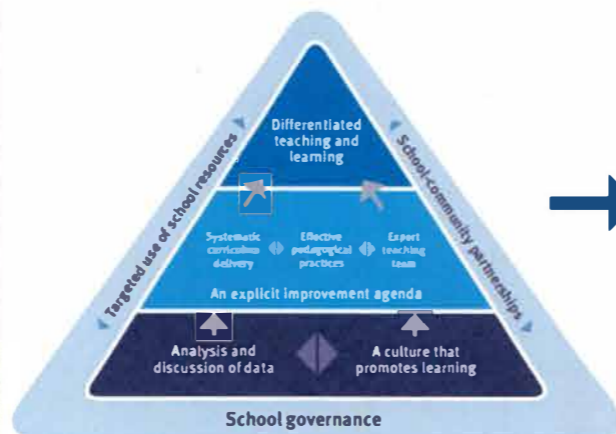 Differentiated
teaching and
learning
Targeted use of school resources
School-community partnerships
Systematic
curriculum
delivery
Effective
pedagogical
practices
Expert
teaching
team
An explicit improvement agenda
Analysis and
discussion of data
A culture that
promotes learning
School governance